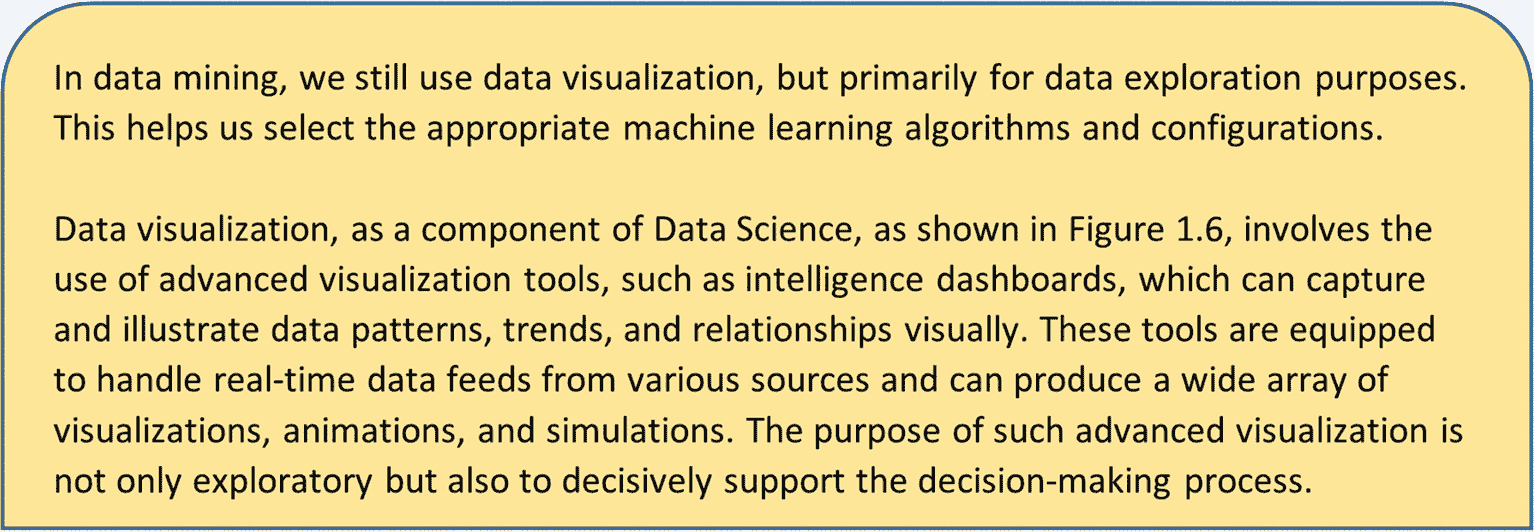 In data mining, we still use data visualization, but primarily for data exploration purposes.
This helps us select the appropriate machine learning algorithms and configurations.
Data visualization, as a component of Data Science, as shown in Figure 1.6, involves the
use of advanced visualization tools, such as intelligence dashboards, which can capture
and illustrate data patterns, trends, and relationships visually. These tools are equipped
to handle real-time data feeds from various sources and can produce a wide array of
visualizations, animations, and simulations. The purpose of such advanced visualization is
not only exploratory but also to decisively support the decision-making process.